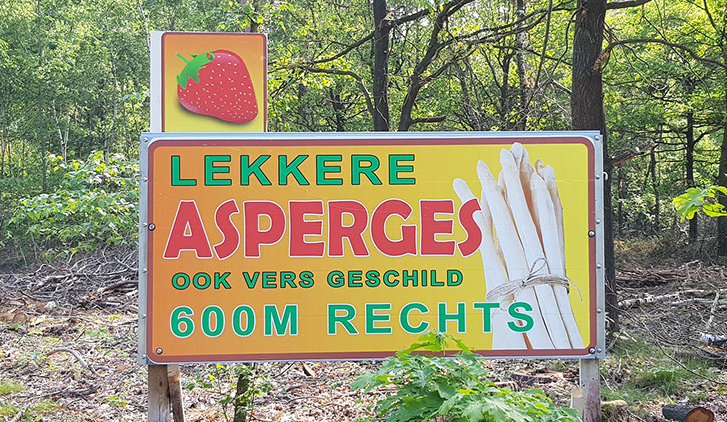 LEKKERE
ASPERGES
OOK VERS GESCHILD
600M RECHTS